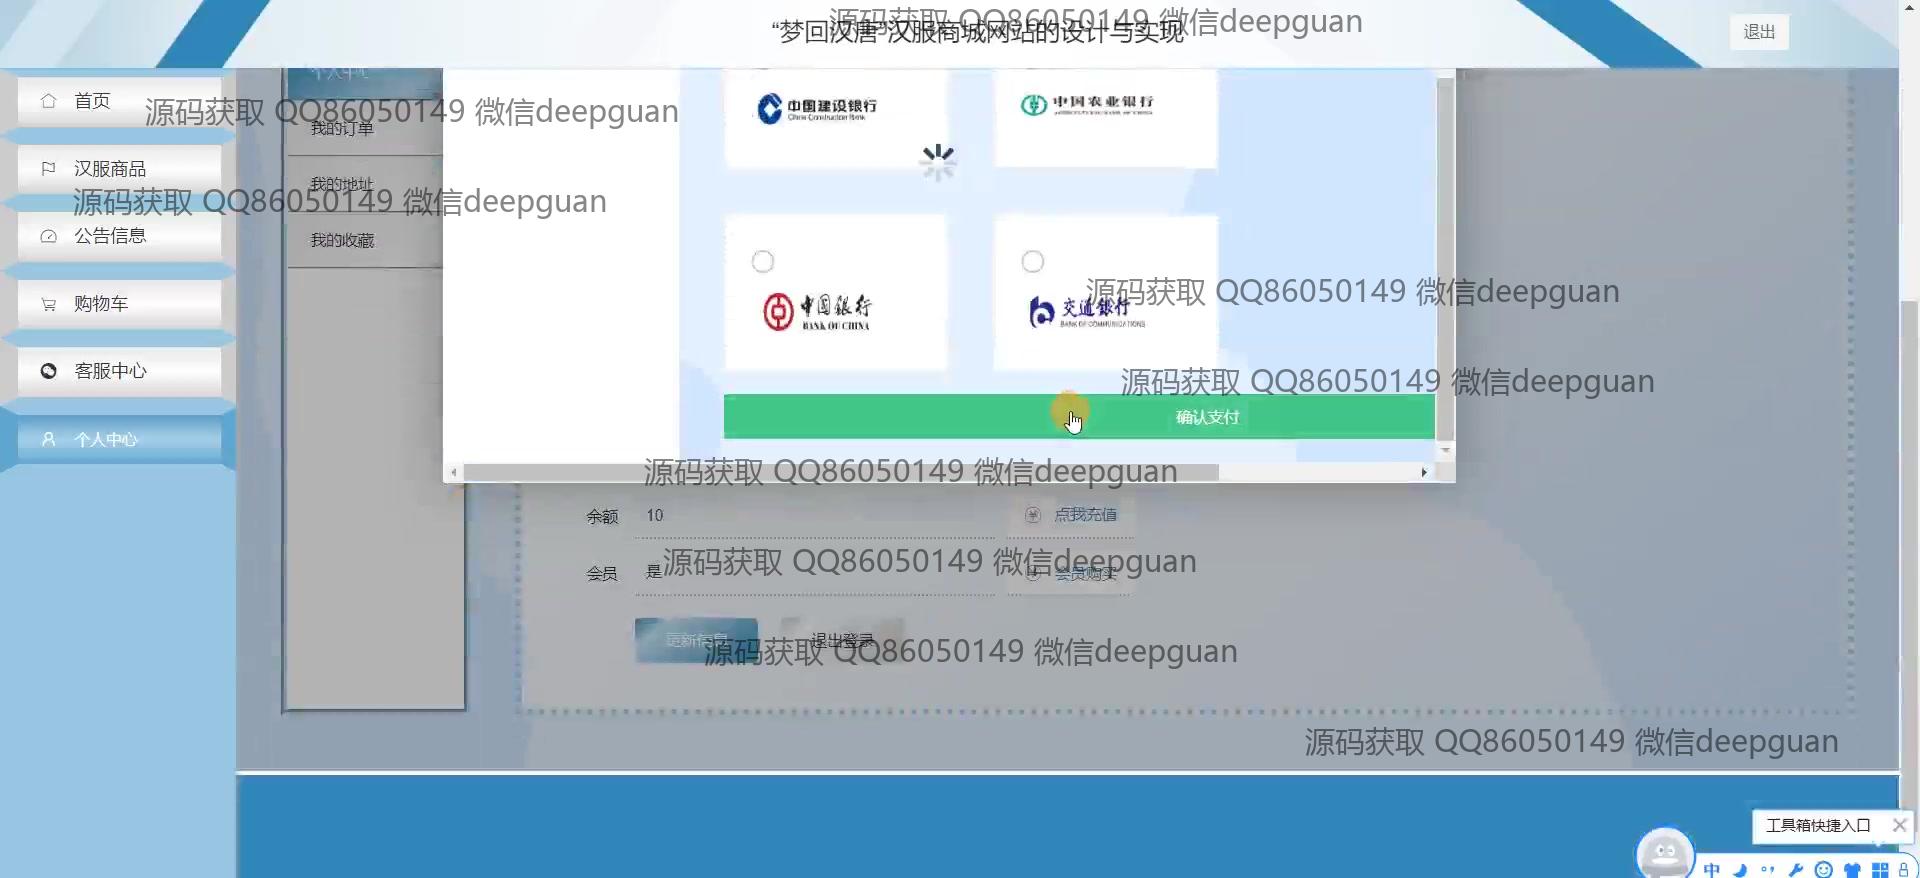 “梦回汉唐”汉服商城网站的设计与实现
源码获取 QQ86050149 微信deepguan
退出
首页
汉服商品
公告信息
购物车
客服中心
个人中心
个人中心
我的订单
我的地址
我的收藏
源码获取 QQ86050149 微信deepguan
源码获取 QQ86050149 微信deepguan
中国建设银行
China Construction Bank
中国农业银行
中国银行
BANK OF CHINA
交通银行
BANK OF COMMUNICATIONS
源码获取 QQ86050149 微信deepguan
源码获取 QQ86050149 微信deepguan
确认支付
源码获取 QQ86050149 微信deepguan
余额 10 点我充值
会员 是 会员购买
源码获取 QQ86050149 微信deepguan
更新信息 退出登录
源码获取 QQ86050149 微信deepguan
源码获取 QQ86050149 微信deepguan
工具箱快捷入口
中